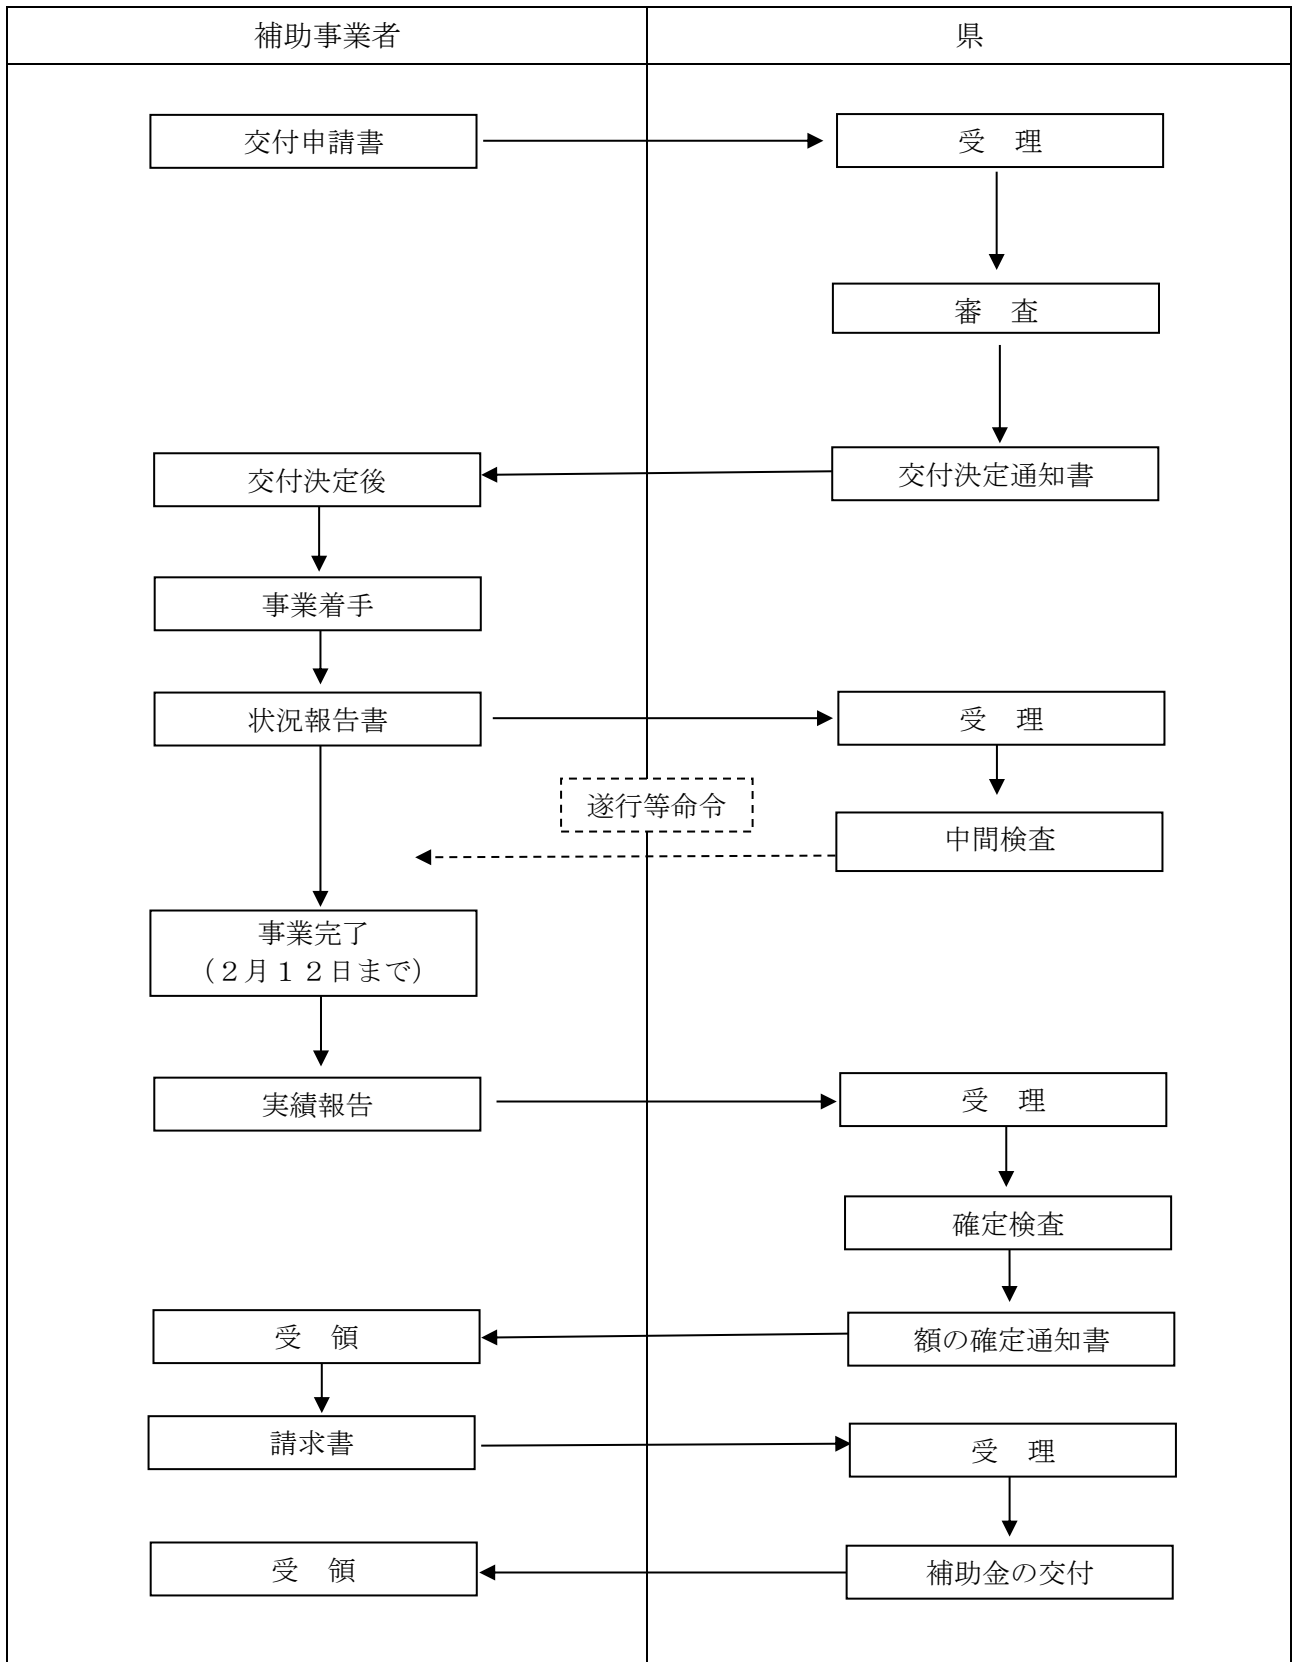 補助事業者
県
交付申請書
受　理
審　査
交付決定後
交付決定通知書
事業着手
状況報告書
受　理
遂行等命令
中間検査
事業完了
（２月１２日まで）
実績報告
受　理
確定検査
受　領
額の確定通知書
請求書
受　理
受　領
補助金の交付